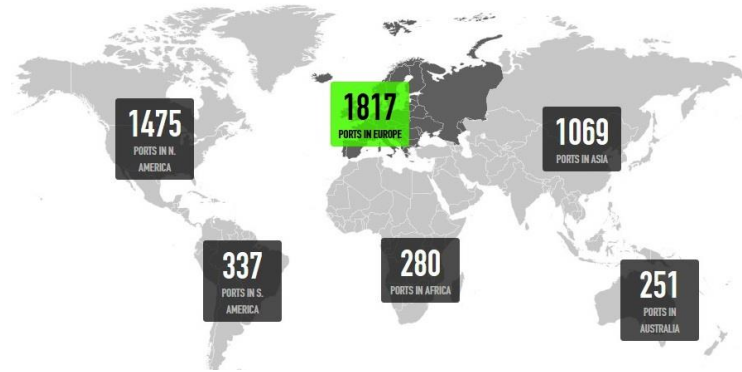 1475
PORTS IN N.
AMERICA
1817
PORTS IN EUROPE
1069
PORTS IN ASIA
337
PORTS IN S.
AMERICA
280
PORTS IN AFRICA
251
PORTS IN
AUSTRALIA